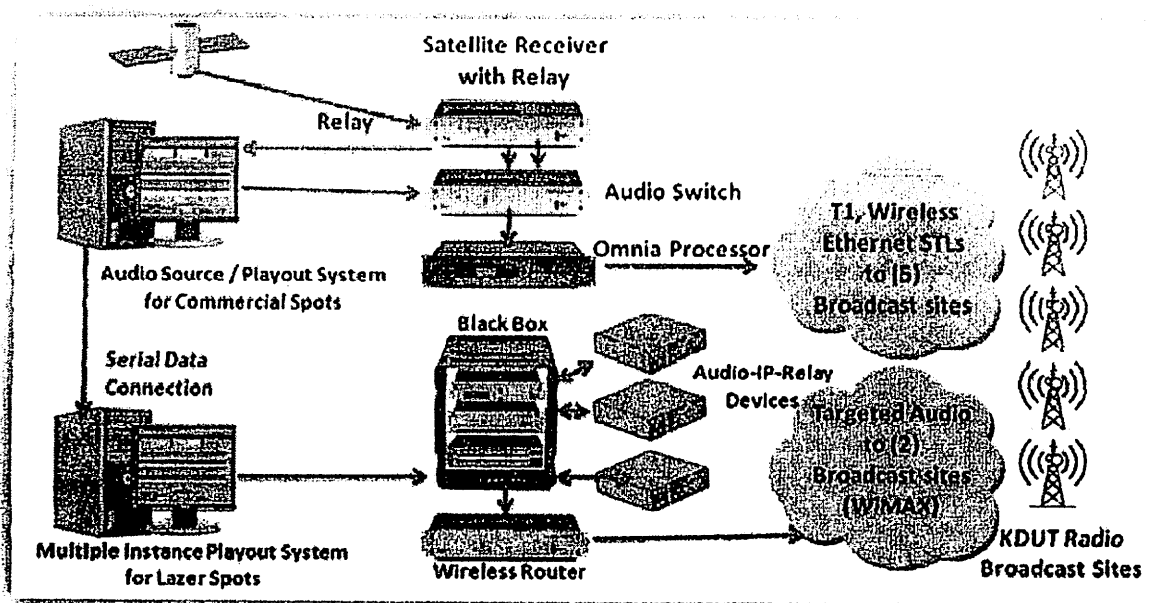 Satellite Receiver
with Relay
Relay
Audio Switch
Omnia Processor
Audio Source / Playout System
for Commercial Spots
T1, Wireless
Ethernet STLs
to (5)
Broadcast sites
Black Box
Serial Data
Connection
Audio-IP-Relay
Devices
Targeted Audio
to (2)
Broadcast sites
(WiMAX)
Multiple Instance Playout System
for Lazer Spots
Wireless Router
KDUT Radio
Broadcast Sites